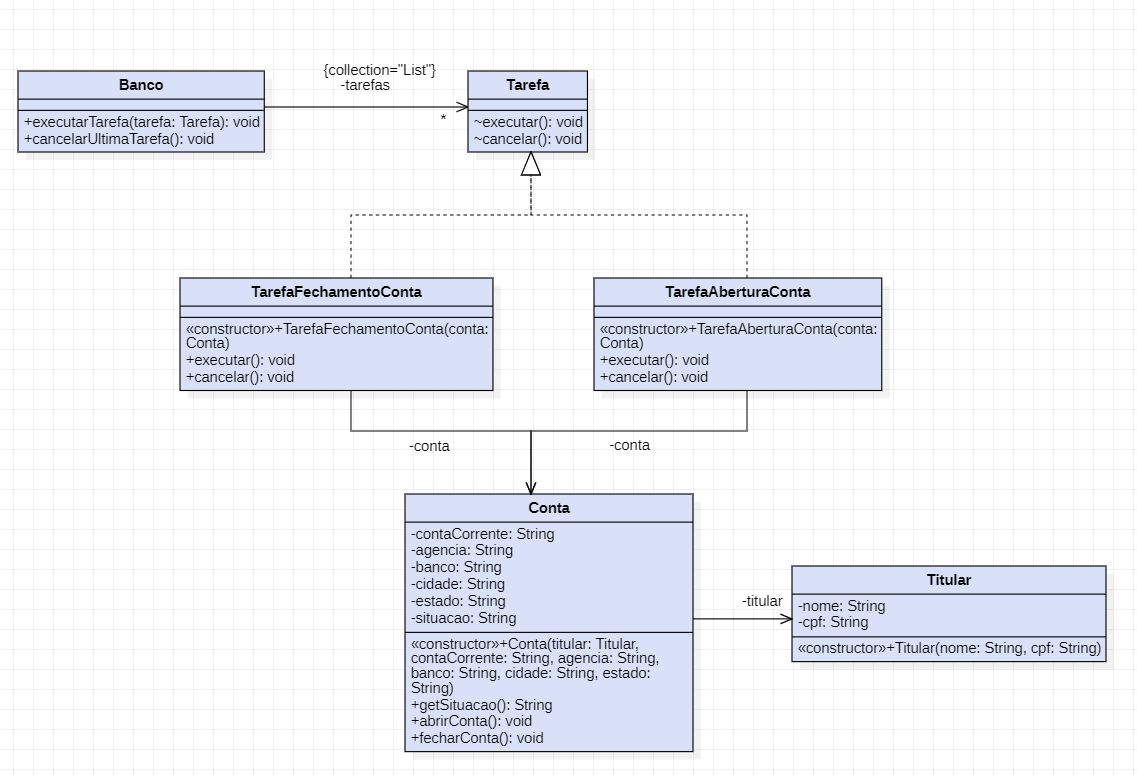 {collection="List"}
-tarefas
*
Banco
+executarTarefa(tarefa: Tarefa): void
+cancelarUltimaTarefa(): void
Tarefa
~executar(): void
~cancelar(): void
TarefaFechamentoConta
«constructor»+TarefaFechamentoConta(conta:
Conta)
+executar(): void
+cancelar(): void
TarefaAberturaConta
«constructor»+TarefaAberturaConta(conta:
Conta)
+executar(): void
+cancelar(): void
-conta
-conta
Conta
-contaCorrente: String
-agencia: String
-banco: String
-cidade: String
-estado: String
-situacao: String
«constructor»+Conta(titular: Titular,
contaCorrente: String, agencia: String,
banco: String, cidade: String, estado:
String)
+getSituacao(): String
+abrirConta(): void
+fecharConta(): void
-titular
Titular
-nome: String
-cpf: String
«constructor»+Titular(nome: String, cpf: String)